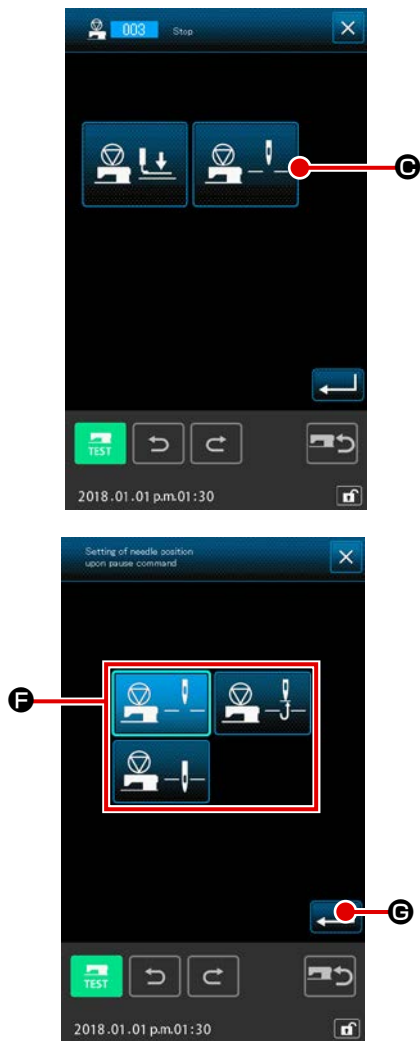 003 Stop
C
TEST
2018.01.01 p.m.01:30
Setting of needle position
upon pause command
F
G
TEST
2018.01.01 p.m.01:30